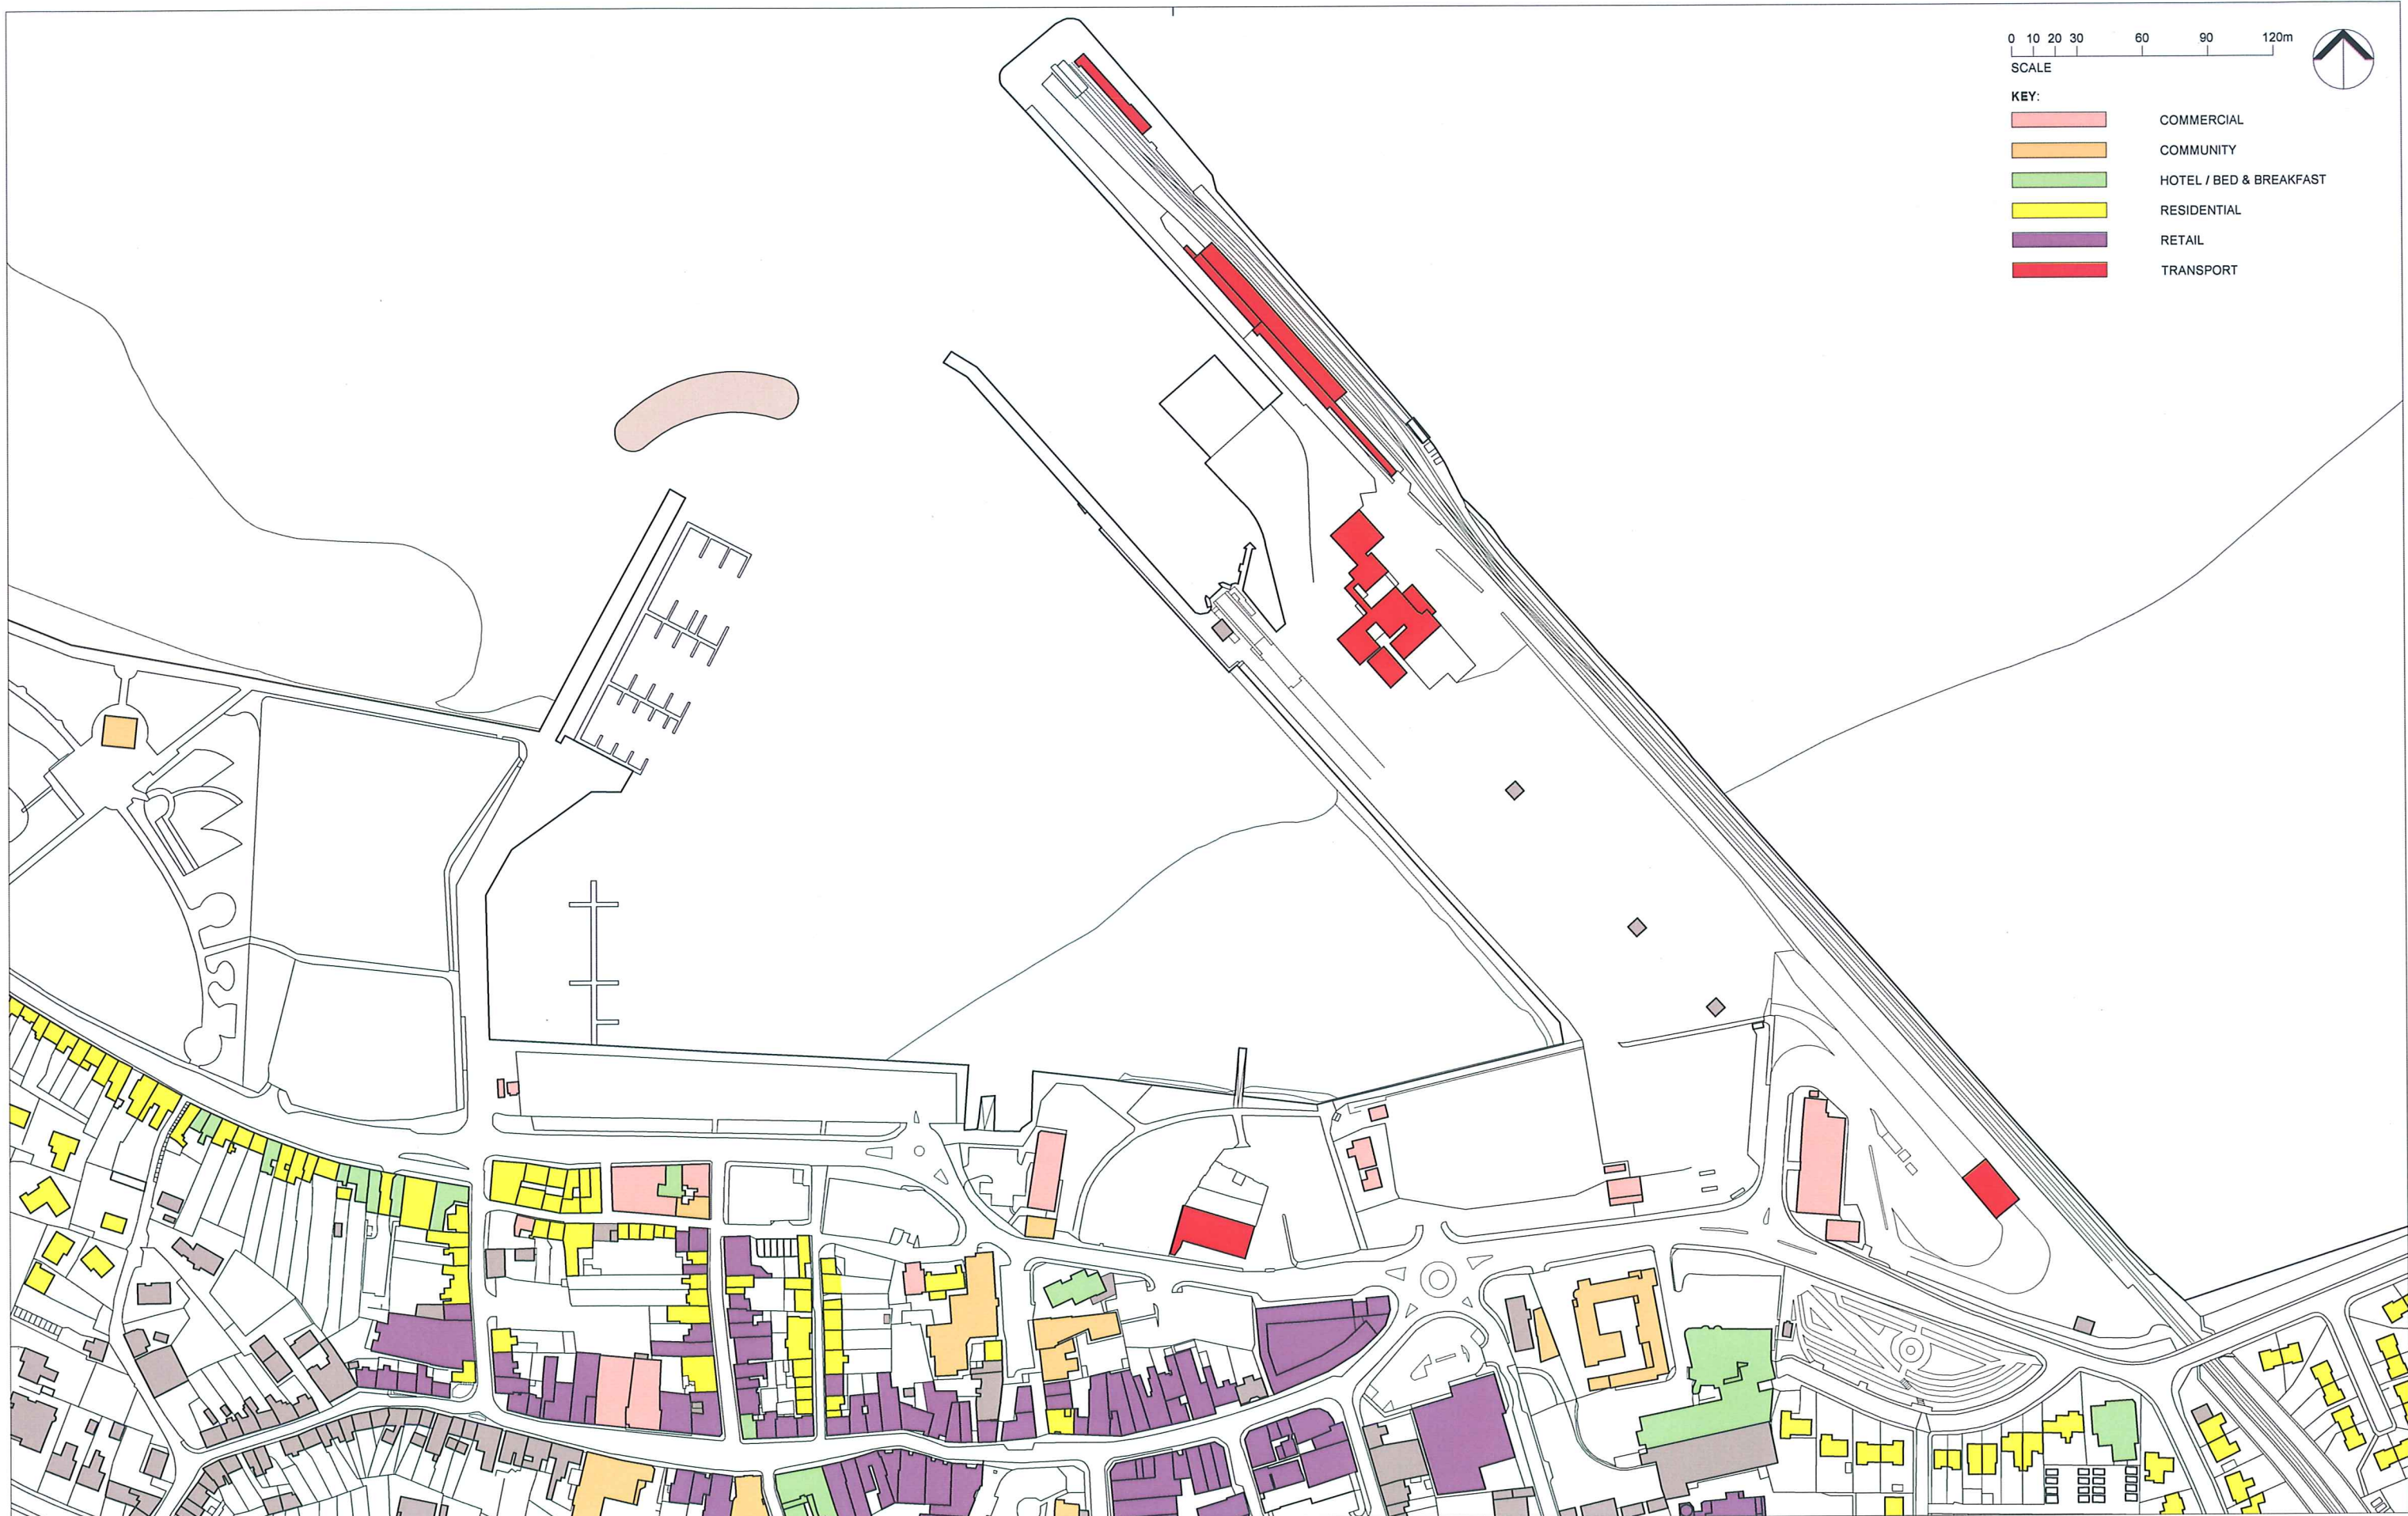 0 10 20 30 60 90 120m
SCALE
KEY:
COMMERCIAL
COMMUNITY
HOTEL / BED & BREAKFAST
RESIDENTIAL
RETAIL
TRANSPORT